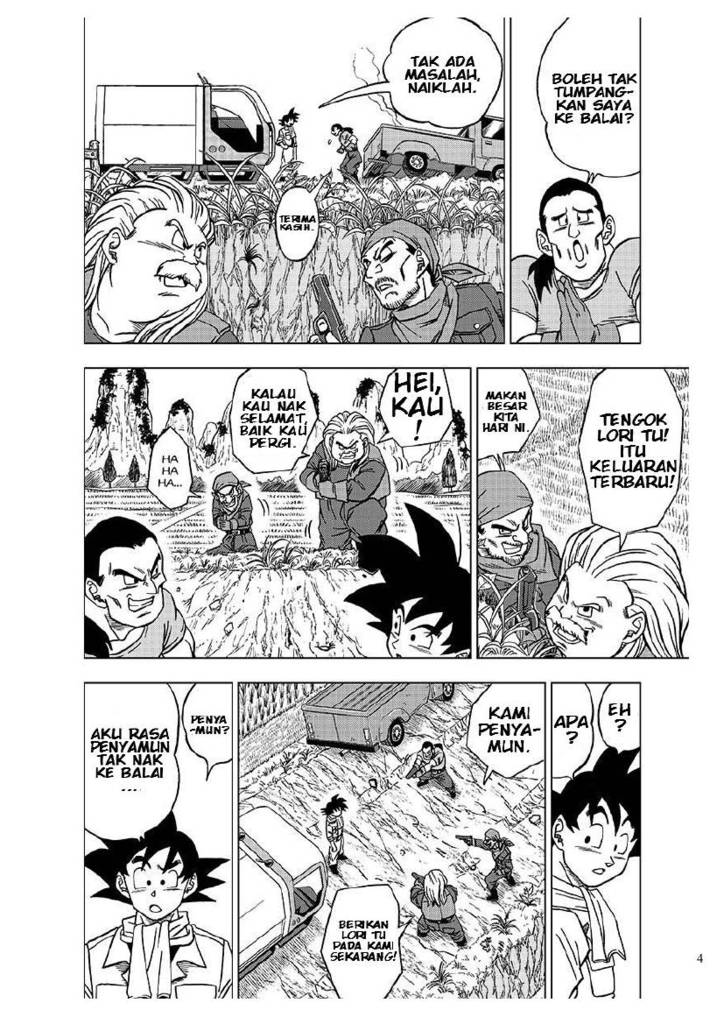 BOLEH TAK
TUMPANG-
KAN SAYA
KE BALAI?
TAK ADA
MASALAH,
NAIKLAH.
TERIMA
KASIH.
TENGOK
LORI TU!
ITU
KELUARAN
TERBARU!
MAKAN
BESAR
KITA
HARI NI.
HEI,
KAU
!
KALAU
KAU NAK
SELAMAT,
BAIK KAU
PERGI.
HA
HA
HA...
EH
?
APA
?
KAMI
PENYA-
MUN.
BERIKAN
LORI TU
PADA KAMI
SEKARANG!
PENYA
-MUN?
AKU RASA
PENYAMUN
TAK NAK
KE BALAI
....
4